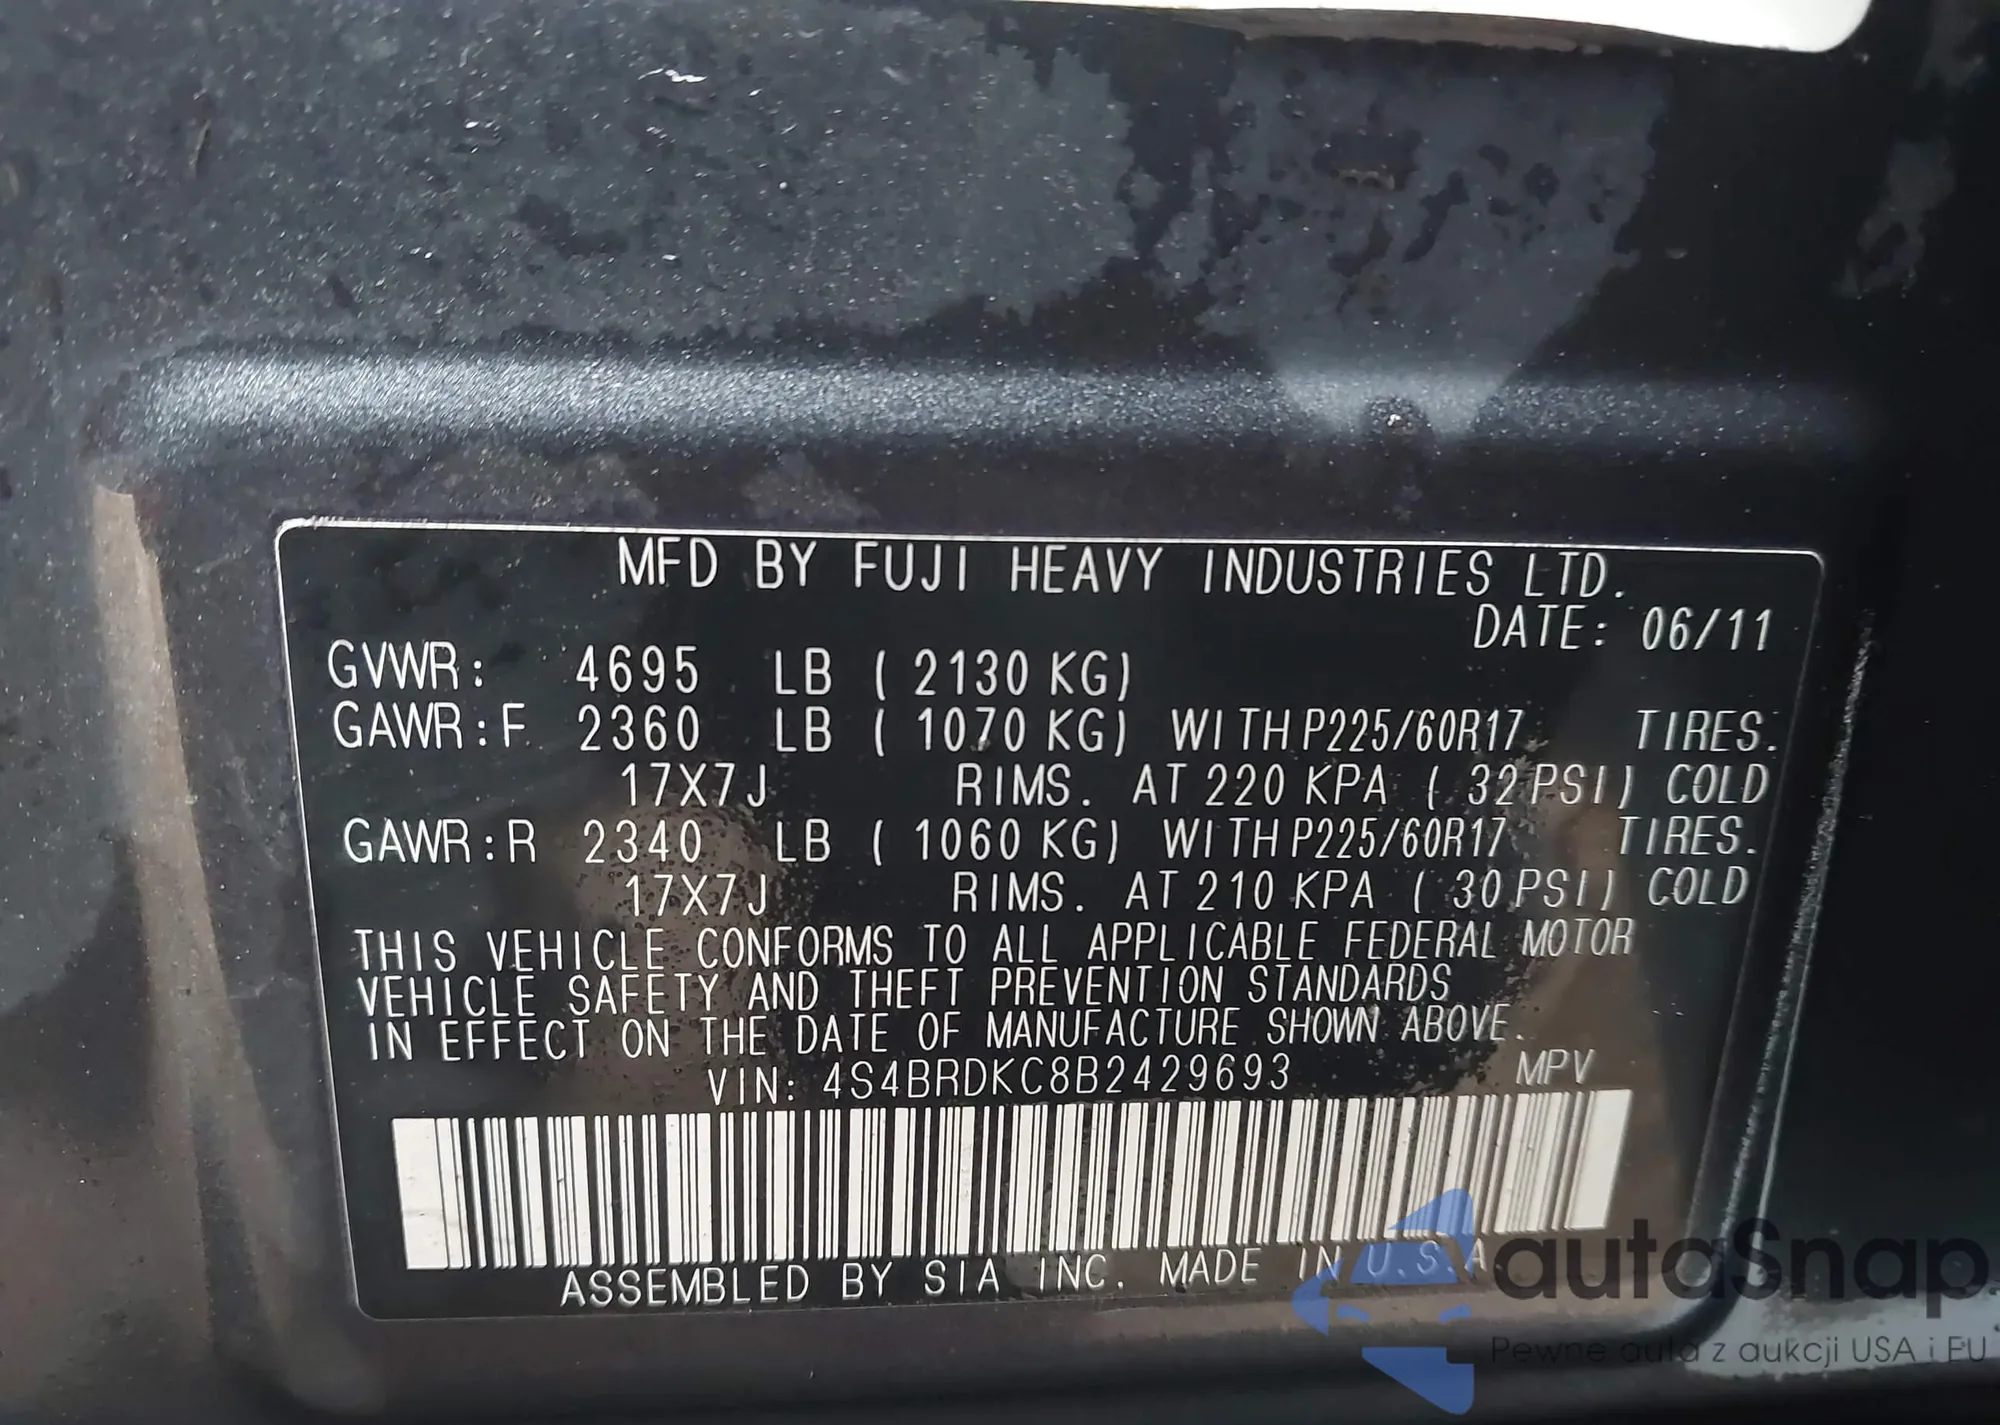 MFD BY FUJI HEAVY INDUSTRIES LTD.
DATE: 06/11
GVWR: 4695 LB ( 2130 KG)
GAWR:F 2360 LB ( 1070 KG) WITH P225/60R17 TIRES.
17X7J RIMS. AT 220 KPA ( 32 PSI) COLD
GAWR:R 2340 LB ( 1060 KG) WITH P225/60R17 TIRES.
17X7J RIMS. AT 210 KPA ( 30 PSI) COLD
THIS VEHICLE CONFORMS TO ALL APPLICABLE FEDERAL MOTOR
VEHICLE SAFETY AND THEFT PREVENTION STANDARDS
IN EFFECT ON THE DATE OF MANUFACTURE SHOWN ABOVE.
VIN: 4S4BRDKC8B2429693 MPV
ASSEMBLED BY SIA INC. MADE IN U.S.A.
autoSnap
Pewne auta z aukcji USA i EU